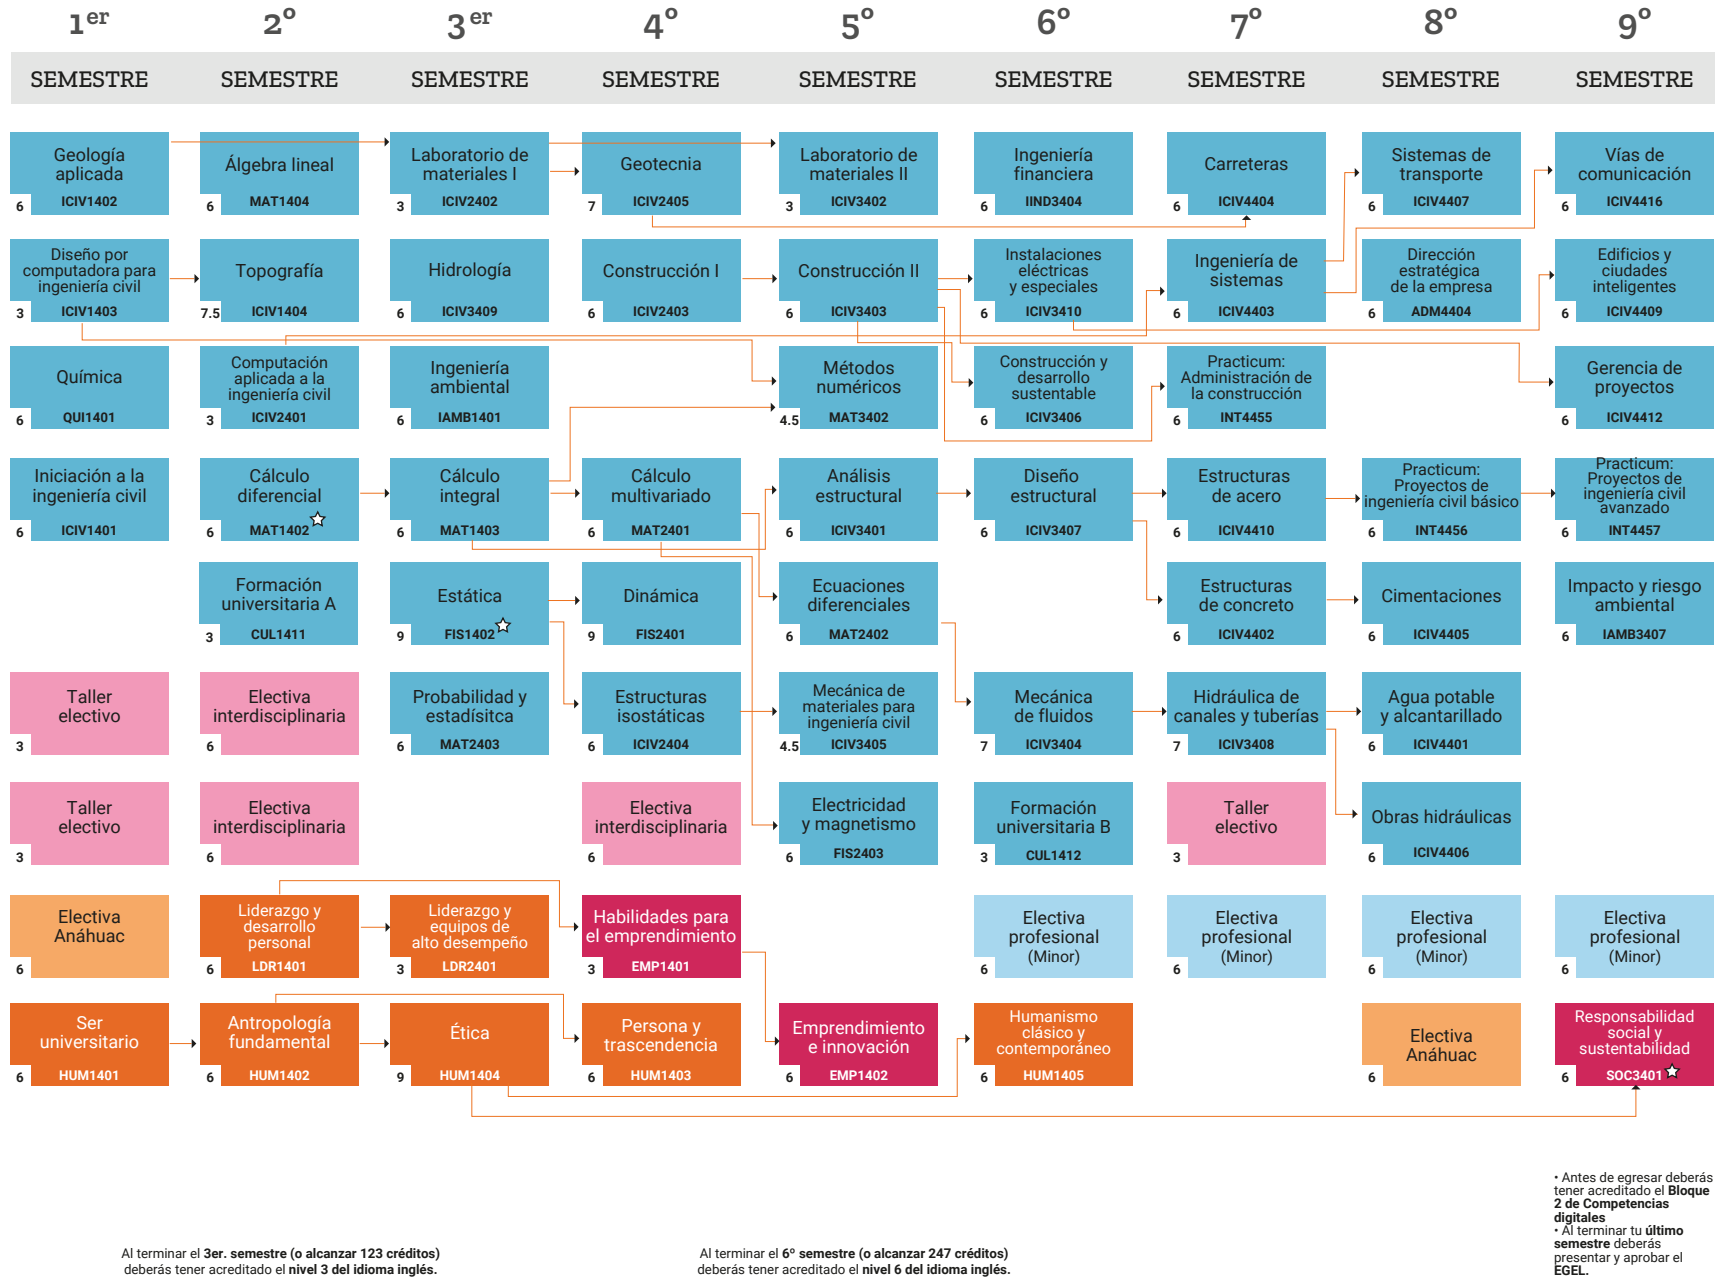 1er 2º 3er 4º 5º 6º 7º 8º 9º
SEMESTRE SEMESTRE SEMESTRE SEMESTRE SEMESTRE SEMESTRE SEMESTRE SEMESTRE SEMESTRE
Geología
aplicada
6 ICIV1402
Álgebra lineal
6 MAT1404
Laboratorio de
materiales I
3 ICIV2402
Geotecnia
7 ICIV2405
Laboratorio de
materiales II
3 ICIV3402
Ingeniería
financiera
6 IIND3404
Carreteras
6 ICIV4404
Sistemas de
transporte
6 ICIV4407
Vías de
comunicación
6 ICIV4416
Diseño por
computadora para
ingeniería civil
3 ICIV1403
Topografía
7.5 ICIV1404
Hidrología
6 ICIV3409
Construcción I
6 ICIV2403
Construcción II
6 ICIV3403
Instalaciones
eléctricas
y especiales
6 ICIV3410
Ingeniería de
sistemas
6 ICIV4403
Dirección
estratégica
de la empresa
6 ADM4404
Edificios y
ciudades
inteligentes
6 ICIV4409
Química
6 QUI1401
Computación
aplicada a la
ingeniería civil
3 ICIV2401
Ingeniería
ambiental
6 IAMB1401
Métodos
numéricos
4.5 MAT3402
Construcción y
desarrollo
sustentable
6 ICIV3406
Practicum:
Administración de
la construcción
6 INT4455
Gerencia de
proyectos
6 ICIV4412
Iniciación a la
ingeniería civil
6 ICIV1401
Cálculo
diferencial
6 MAT1402
Cálculo
integral
6 MAT1403
Cálculo
multivariado
6 MAT2401
Análisis
estructural
6 ICIV3401
Diseño
estructural
6 ICIV3407
Estructuras
de acero
6 ICIV4410
Practicum:
Proyectos de
ingeniería civil básico
6 INT4456
Practicum:
Proyectos de
ingeniería civil
avanzado
6 INT4457
Formación
universitaria A
3 CUL1411
Estática
9 FIS1402
Dinámica
9 FIS2401
Ecuaciones
diferenciales
6 MAT2402
Estructuras
de concreto
6 ICIV4402
Cimentaciones
6 ICIV4405
Impacto y riesgo
ambiental
6 IAMB3407
Taller
electivo
3
Electiva
interdisciplinaria
6
Probabilidad y
estadísitca
6 MAT2403
Estructuras
isostáticas
6 ICIV2404
Mecánica de
materiales para
ingeniería civil
4.5 ICIV3405
Mecánica
de fluidos
7 ICIV3404
Hidráulica de
canales y tuberías
7 ICIV3408
Agua potable
y alcantarillado
6 ICIV4401
Taller
electivo
3
Electiva
interdisciplinaria
6
Electiva
interdisciplinaria
6
Electricidad
y magnetismo
6 FIS2403
Formación
universitaria B
3 CUL1412
Taller
electivo
3
Obras hidráulicas
6 ICIV4406
Electiva
Anáhuac
6
Liderazgo y
desarrollo
personal
6 LDR1401
Liderazgo y
equipos de
alto desempeño
3 LDR2401
Habilidades para
el emprendimiento
3 EMP1401
Electiva
profesional
(Minor)
6
Electiva
profesional
(Minor)
6
Electiva
profesional
(Minor)
6
Electiva
profesional
(Minor)
6
Ser
universitario
6 HUM1401
Antropología
fundamental
6 HUM1402
Ética
9 HUM1404
Persona y
trascendencia
6 HUM1403
Emprendimiento
e innovación
6 EMP1402
Humanismo
clásico y
contemporáneo
6 HUM1405
Electiva
Anáhuac
6
Responsabilidad
social y
sustentabilidad
6 SOC3401
• Antes de egresar deberás
tener acreditado el Bloque
2 de Competencias
digitales
• Al terminar tu último
semestre deberás
presentar y aprobar el
EGEL.
Al terminar el 3er. semestre (o alcanzar 123 créditos)
deberás tener acreditado el nivel 3 del idioma inglés.
Al terminar el 6º semestre (o alcanzar 247 créditos)
deberás tener acreditado el nivel 6 del idioma inglés.